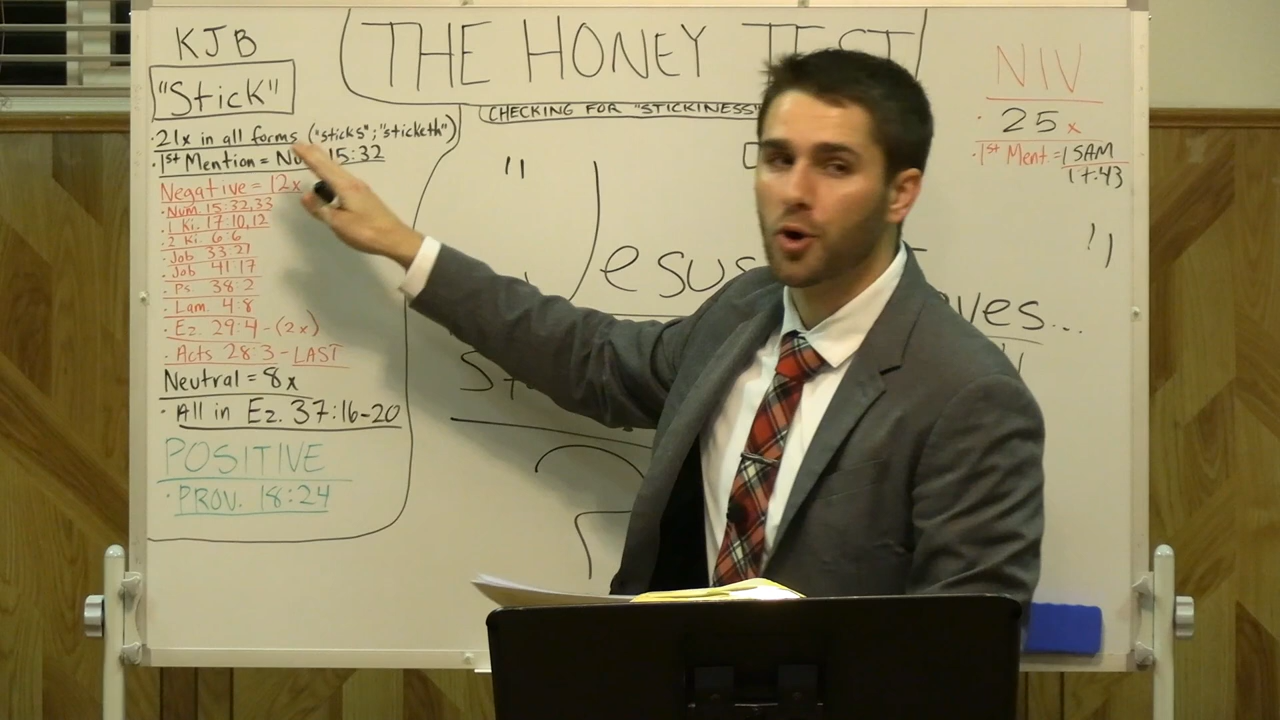 KJB
"Stick"
THE HONEY TEST
CHECKING FOR "STICKINESS"
· 21x in all forms ("sticks"; "sticketh")
· 1st Mention = Nu 15:32
Negative = 12x
· Num. 15:32,33
· 1 Ki. 17:10,12
· 2 Ki. 6:6
· Job 33:21
· Job 41:17
· Ps. 38:2
· Lam. 4:8
· Ez. 29:4 - (2x)
· Acts 28:3 - LAST
Neutral = 8x
· All in Ez. 37:16-20
POSITIVE
· PROV. 18:24
Jesus
NIV
· 25x
· 1st Ment. = 1 SAM
17:43